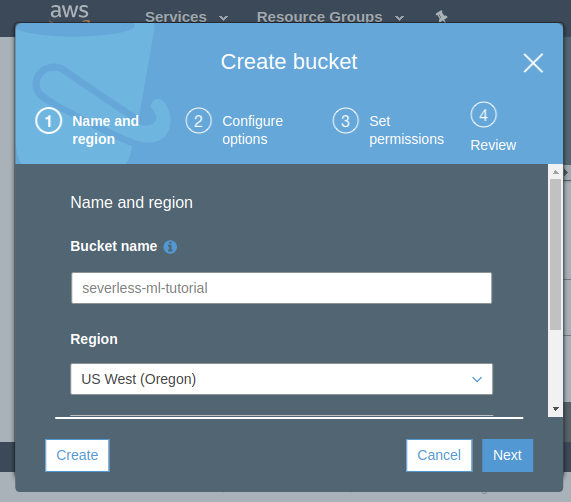 aws
Services
Resource Groups
Create bucket
1 Name and region
2 Configure options
3 Set permissions
4 Review
Name and region
Bucket name
severless-ml-tutorial
Region
US West (Oregon)
Create
Cancel
Next